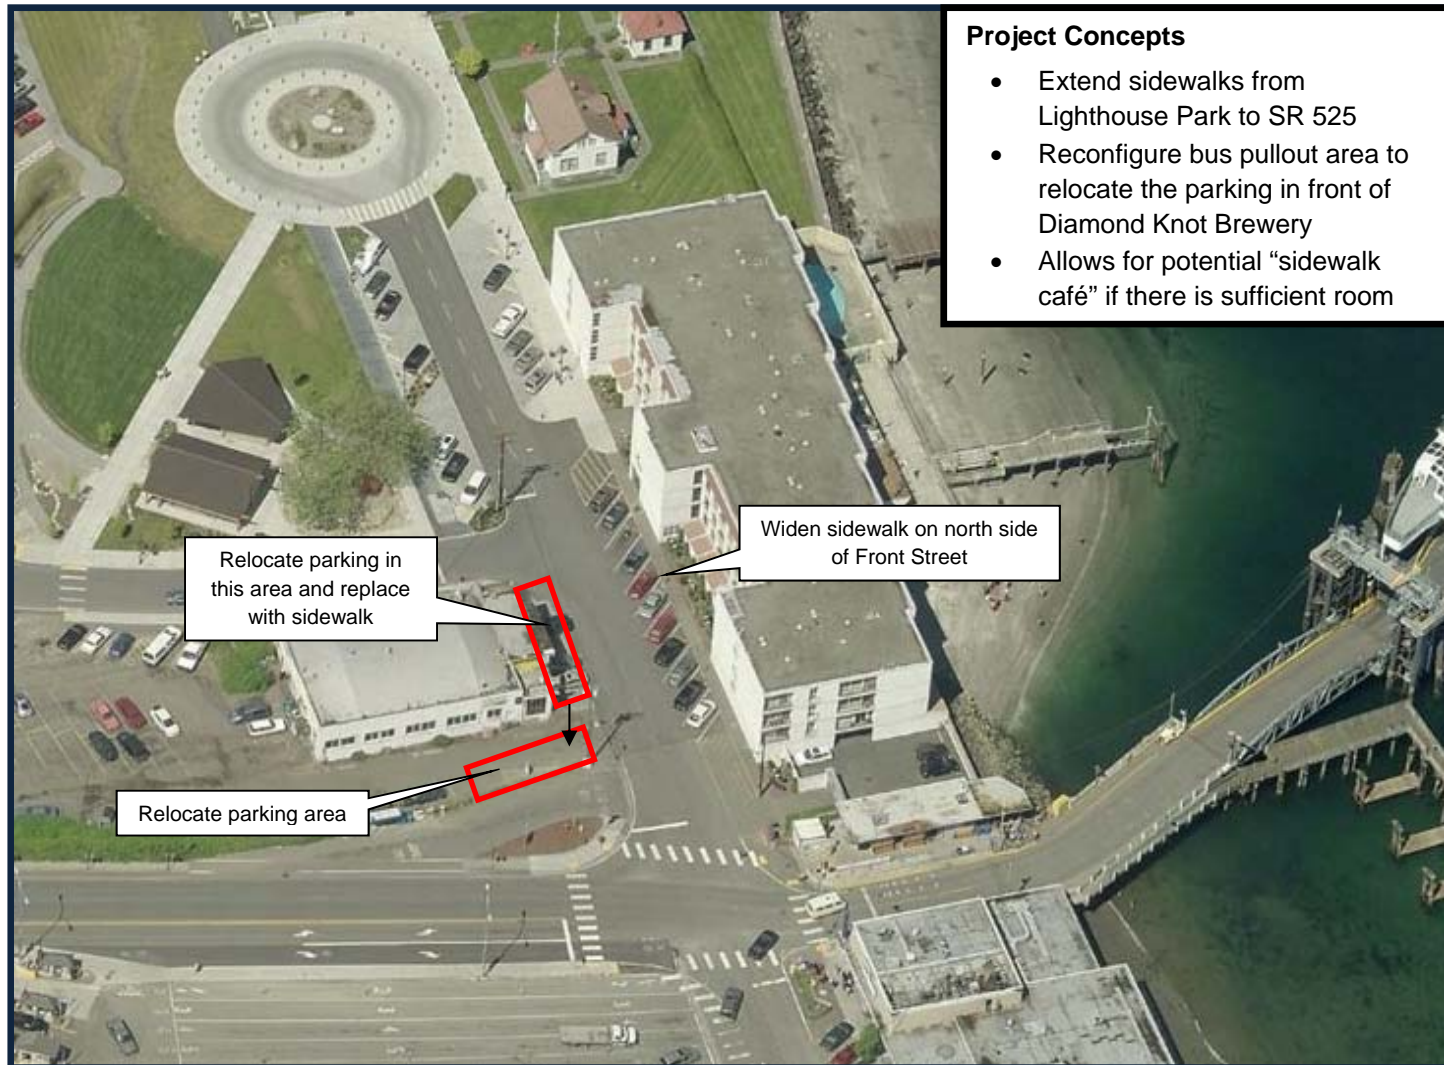 Project Concepts
• Extend sidewalks from
Lighthouse Park to SR 525
• Reconfigure bus pullout area to
relocate the parking in front of
Diamond Knot Brewery
• Allows for potential “sidewalk
café” if there is sufficient room
Widen sidewalk on north side
of Front Street
Relocate parking in
this area and replace
with sidewalk
Relocate parking area